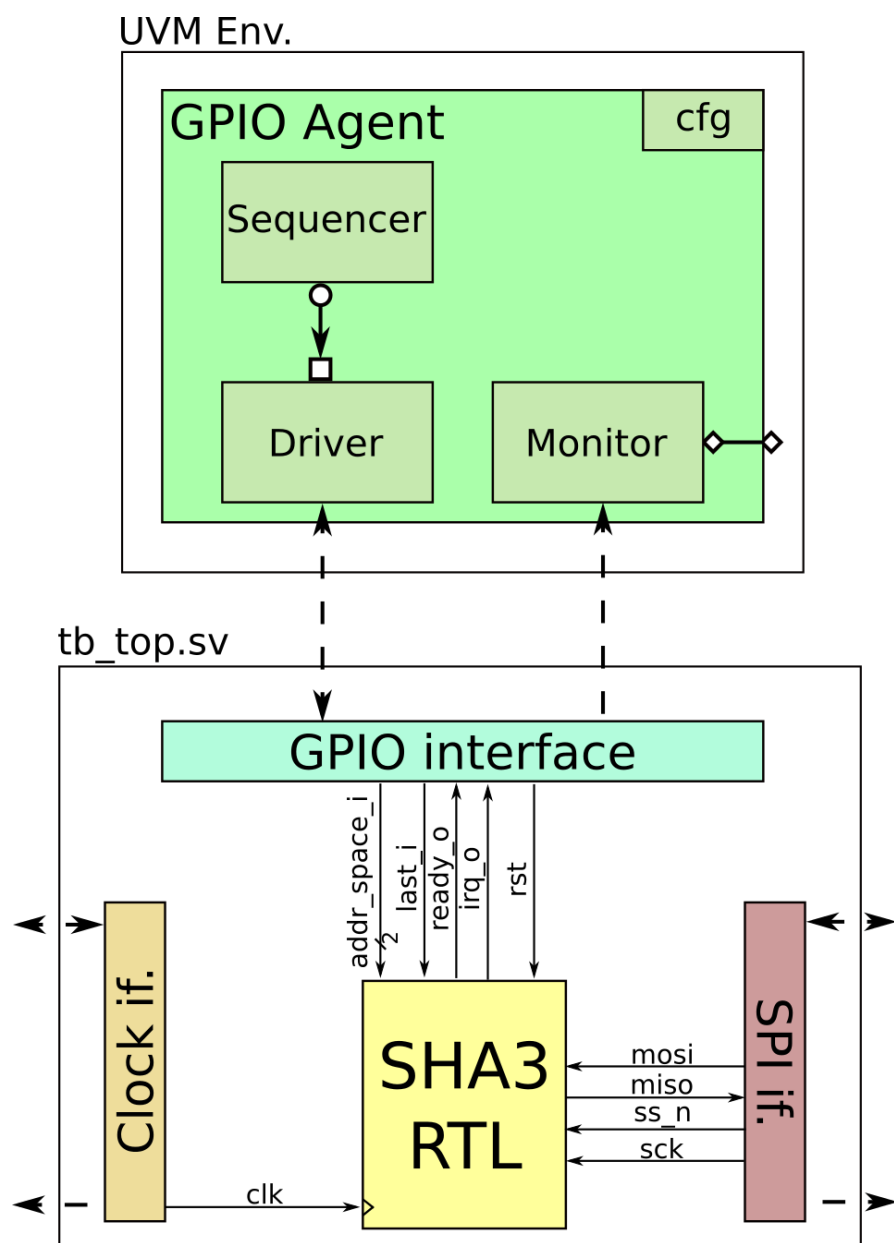 UVM Env.
GPIO Agent
cfg
Sequencer
Driver
Monitor
tb_top.sv
GPIO interface
addr_space_i
2
last_i
ready_o
irq_o
rst
Clock if.
SHA3
RTL
SPI if.
mosi
miso
ss_n
sck
clk